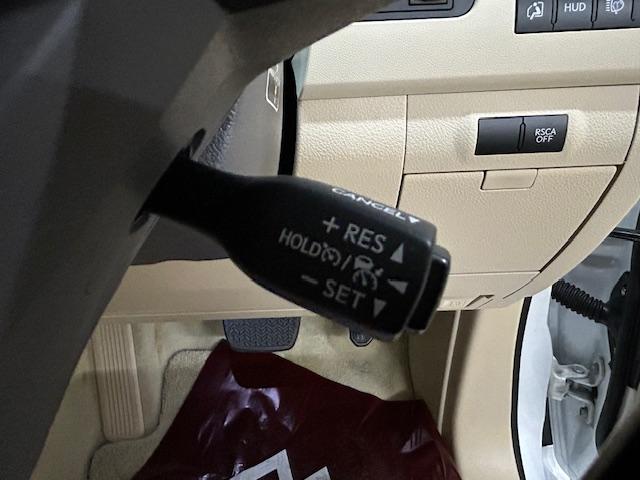 HUD
RSCA
OFF
CANCEL
+ RES
HOLD /
- SET